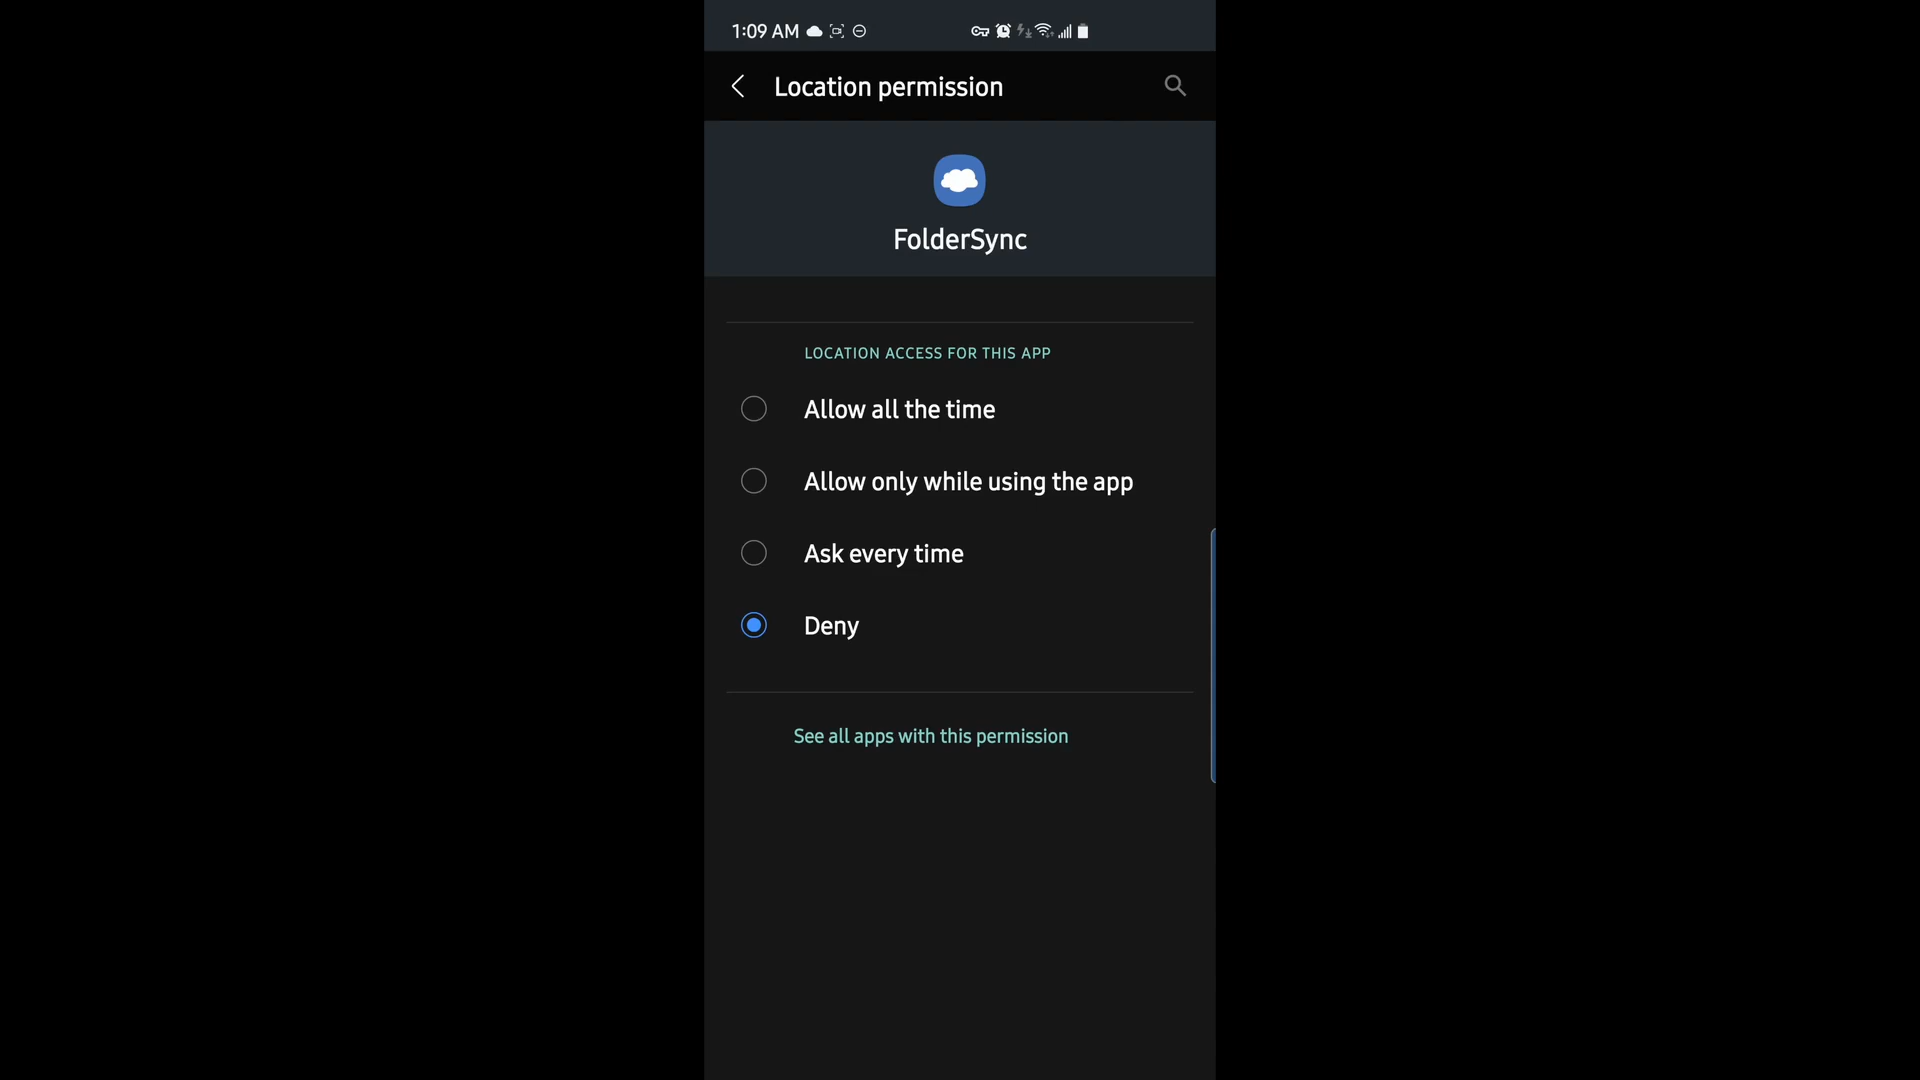 1:09 AM
Location permission
FolderSync
LOCATION ACCESS FOR THIS APP
Allow all the time
Allow only while using the app
Ask every time
Deny
See all apps with this permission